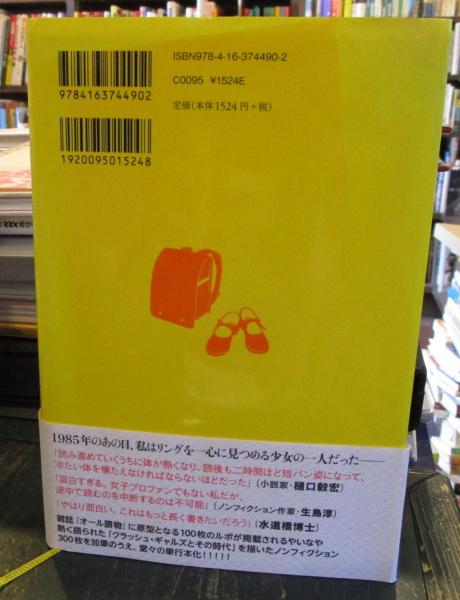 ISBN978-4-16-374490-2
C0095 ¥1524E
定価(本体1524円+税)
9784163744902
1920095015248
1985年のあの日、私はリングを一心に見つめる少女の一人だった——
「読み進めていくうちに体が熱くなり、読後も二時間ほど短パン姿になって、
冷たい体を横たえなければならないほどだった」(小説家・樋口毅宏)
「面白すぎる。女子プロファンでもない私だが、
途中で読むのを中断するのは不可能」(ノンフィクション作家・生島淳)
「やはり面白い。これはもっと長く書きたいだろう」(水道橋博士)
雑誌「オール讀物」に原型となる100枚のルポが掲載されるやいなや
熱く語られた「クラッシュ・ギャルズとその時代」を描いたノンフィクション
300枚を加筆のうえ、堂々の単行本化!!!!!